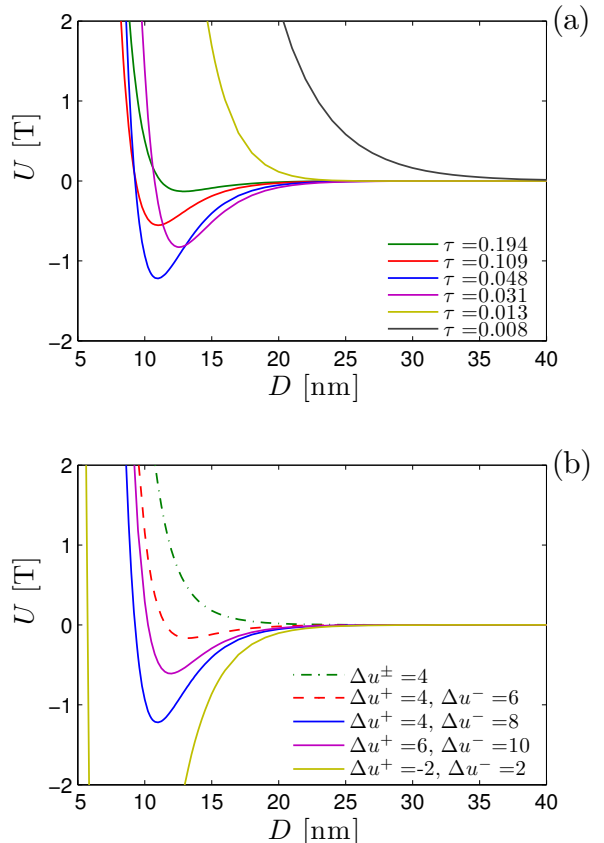 (a)
2
1
0
−1
−2
U [T]
5 10 15 20 25 30 35 40
D [nm]
τ =0.194
τ =0.109
τ =0.048
τ =0.031
τ =0.013
τ =0.008
(b)
2
1
0
−1
−2
U [T]
5 10 15 20 25 30 35 40
D [nm]
Δu± =4
Δu⁺ =4, Δu⁻ =6
Δu⁺ =4, Δu⁻ =8
Δu⁺ =6, Δu⁻ =10
Δu⁺ =-2, Δu⁻ =2